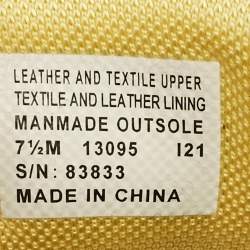 LEATHER AND TEXTILE UPPER
TEXTILE AND LEATHER LINING
MANMADE OUTSOLE
7½M 13095 I21
S/N: 83833
MADE IN CHINA